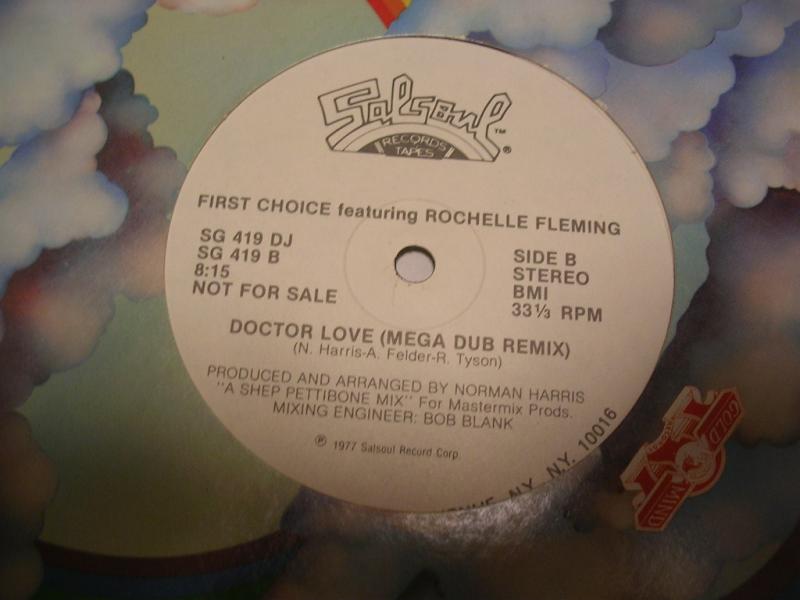 Salsoul ™
RECORDS
TAPES ®
FIRST CHOICE featuring ROCHELLE FLEMING
SG 419 DJ
SG 419 B
8:15
NOT FOR SALE
SIDE B
STEREO
BMI
33⅓ RPM
DOCTOR LOVE (MEGA DUB REMIX)
(N. Harris-A. Felder-R. Tyson)
PRODUCED AND ARRANGED BY NORMAN HARRIS
"A SHEP PETTIBONE MIX" For Mastermix Prods.
MIXING ENGINEER: BOB BLANK
℗ 1977 Salsoul Record Corp.
N.Y. N.Y. 10016
GOLD
MIND